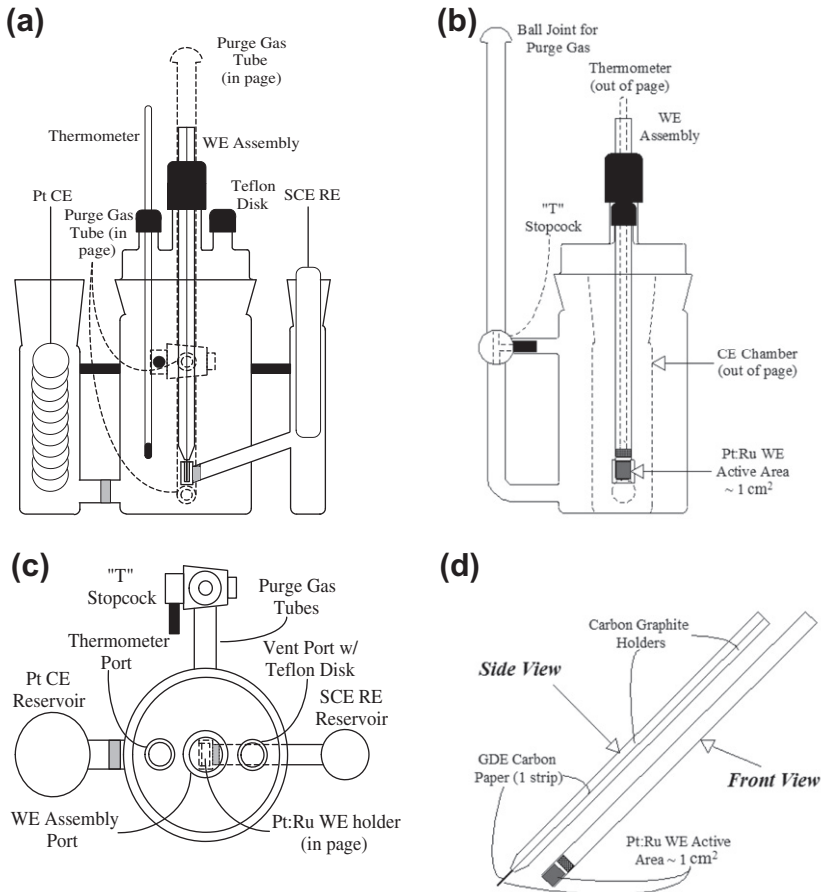 (a)
Purge Gas
Tube
(in page)
Thermometer
WE Assembly
Pt CE
Teflon
Disk
SCE RE
Purge Gas
Tube (in
page)
(b)
Ball Joint for
Purge Gas
Thermometer
(out of page)
WE
Assembly
"T"
Stopcock
CE Chamber
(out of page)
Pt:Ru WE
Active Area
~ 1 cm²
(c)
"T"
Stopcock
Purge Gas
Tubes
Thermometer
Port
Vent Port w/
Teflon Disk
Pt CE
Reservoir
SCE RE
Reservoir
WE Assembly
Port
Pt:Ru WE holder
(in page)
(d)
Carbon Graphite
Holders
Side View
GDE Carbon
Paper (1 strip)
Front View
Pt:Ru WE Active
Area ~ 1 cm²